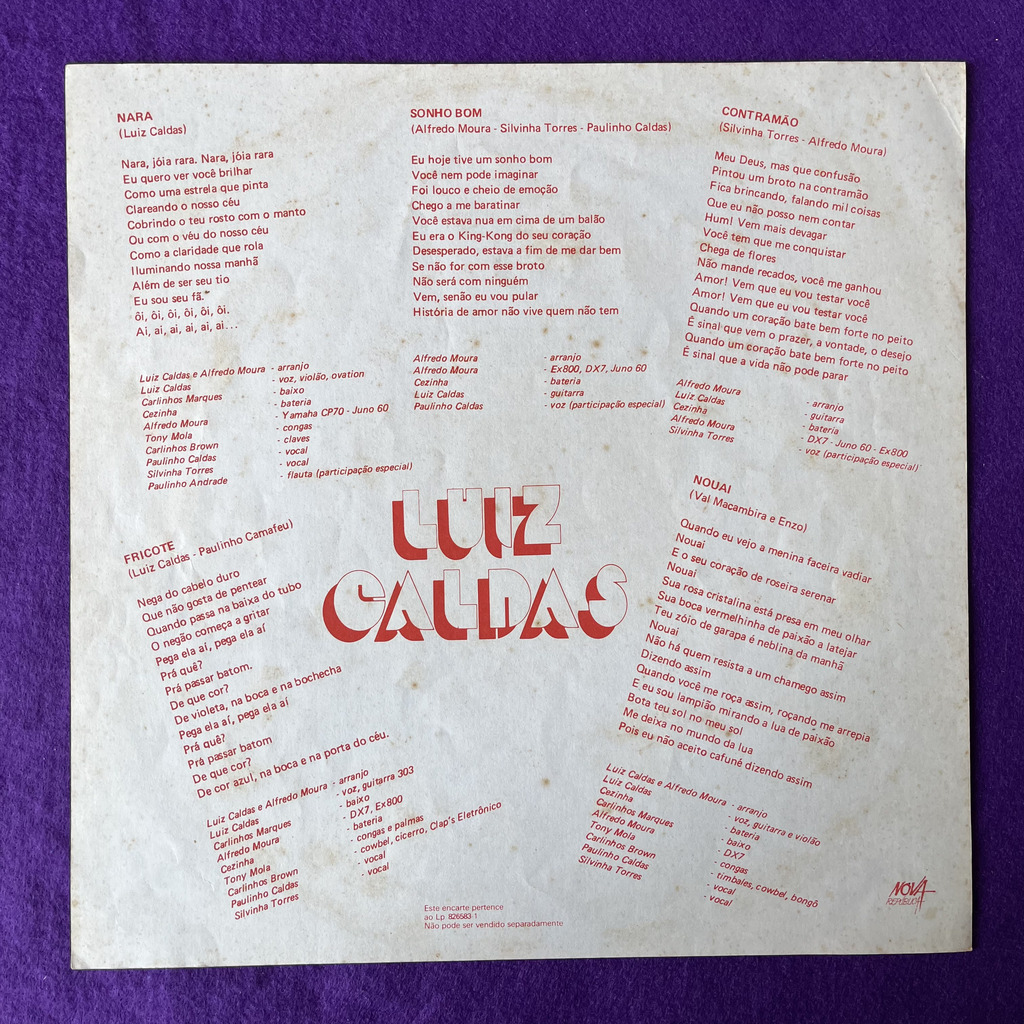 NARA
(Luiz Caldas)
Nara, jóia rara. Nara, jóia rara
Eu quero ver você brilhar
Como uma estrela que pinta
Clareando o nosso céu
Cobrindo o teu rosto com o manto
Ou com o véu do nosso céu
Como a claridade que rola
Iluminando nossa manhã
Além de ser seu tio
Eu sou seu fã.
ôi, ôi, ôi, ôi, ôi, ôi.
Ai, ai, ai, ai, ai, ai...
Luiz Caldas e Alfredo Moura - arranjo
Luiz Caldas - voz, violão, ovation
Carlinhos Marques - baixo
Cezinha - bateria
Alfredo Moura - Yamaha CP70 - Juno 60
Tony Mola - congas
Carlinhos Brown - claves
Paulinho Caldas - vocal
Silvinha Torres - vocal
Paulinho Andrade - flauta (participação especial)
SONHO BOM
(Alfredo Moura - Silvinha Torres - Paulinho Caldas)
Eu hoje tive um sonho bom
Você nem pode imaginar
Foi louco e cheio de emoção
Chego a me baratinar
Você estava nua em cima de um balão
Eu era o King-Kong do seu coração
Desesperado, estava a fim de me dar bem
Se não for com esse broto
Não será com ninguém
Vem, senão eu vou pular
História de amor não vive quem não tem
Alfredo Moura - arranjo
Alfredo Moura - Ex800, DX7, Juno 60
Cezinha - bateria
Luiz Caldas - guitarra
Paulinho Caldas - voz (participação especial)
CONTRAMÃO
(Silvinha Torres - Alfredo Moura)
Meu Deus, mas que confusão
Pintou um broto na contramão
Fica brincando, falando mil coisas
Que eu não posso nem contar
Hum! Vem mais devagar
Você tem que me conquistar
Chega de flores
Não mande recados, você me ganhou
Amor! Vem que eu vou testar você
Amor! Vem que eu vou testar você
Quando um coração bate bem forte no peito
É sinal que vem o prazer, a vontade, o desejo
Quando um coração bate bem forte no peito
É sinal que a vida não pode parar
Alfredo Moura - arranjo
Luiz Caldas - guitarra
Cezinha - bateria
Alfredo Moura - DX7 - Juno 60 - Ex800
Silvinha Torres - voz (participação especial)
LUIZ
CALDAS
FRICOTE
(Luiz Caldas - Paulinho Camafeu)
Nega do cabelo duro
Que não gosta de pentear
Quando passa na baixa do tubo
O negão começa a gritar
Pega ela aí, pega ela aí
Prá quê?
Prá passar batom.
De que cor?
De violeta, na boca e na bochecha
Pega ela aí, pega ela aí
Prá quê?
Prá passar batom
De que cor?
De cor azul, na boca e na porta do céu.
Luiz Caldas e Alfredo Moura - arranjo
Luiz Caldas - voz, guitarra 303
Carlinhos Marques - baixo
Alfredo Moura - DX7, Ex800
Cezinha - bateria
Tony Mola - congas e palmas
Carlinhos Brown - cowbel, cicerro, Clap's Eletrônico
Paulinho Caldas - vocal
Silvinha Torres - vocal
NOUAI
(Val Macambira e Enzo)
Quando eu vejo a menina faceira vadiar
Nouai
E o seu coração de roseira serenar
Nouai
Sua rosa cristalina está presa em meu olhar
Sua boca vermelhinha de paixão a latejar
Teu zóio de garapa é neblina da manhã
Nouai
Não há quem resista a um chamego assim
Dizendo assim
Quando você me roça assim, roçando me arrepia
E eu sou lampião mirando a lua de paixão
Bota teu sol no meu sol
Me deixa no mundo da lua
Pois eu não aceito cafuné dizendo assim
Luiz Caldas e Alfredo Moura - arranjo
Luiz Caldas - voz, guitarra e violão
Cezinha - bateria
Carlinhos Marques - baixo
Alfredo Moura - DX7
Tony Mola - congas
Carlinhos Brown - timbales, cowbel, bongô
Paulinho Caldas - vocal
Silvinha Torres - vocal
Este encarte pertence
ao Lp 826583-1
Não pode ser vendido separadamente
NOVA
REPÚBLICA